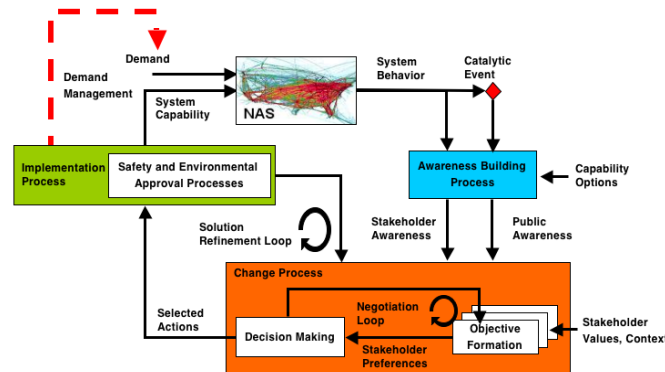 Demand
Demand
Management
System
Capability
NAS
System
Behavior
Catalytic
Event
Implementation
Process
Safety and Environmental
Approval Processes
Awareness Building
Process
Capability
Options
Solution
Refinement Loop
Stakeholder
Awareness
Public
Awareness
Change Process
Selected
Actions
Negotiation
Loop
Decision Making
Objective
Formation
Stakeholder
Preferences
Stakeholder
Values, Context